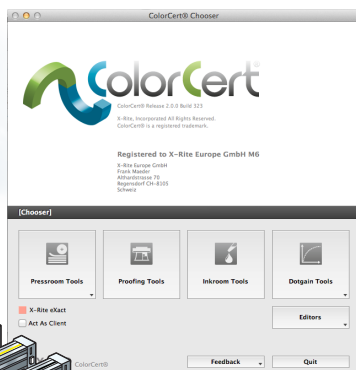 ColorCert® Chooser
ColorCert
ColorCert® Release 2.0.0 Build 323
X-Rite, Incorporated All Rights Reserved.
ColorCert® is a registered trademark.
Registered to X-Rite Europe GmbH M6
X-Rite Europe GmbH
Frank Maeder
Althardstrasse 70
Regensdorf CH-8105
Schweiz
[Chooser]
Pressroom Tools
Proofing Tools
Inkroom Tools
Dotgain Tools
X-Rite eXact
Act As Client
Editors
ColorCert®
Feedback
Quit